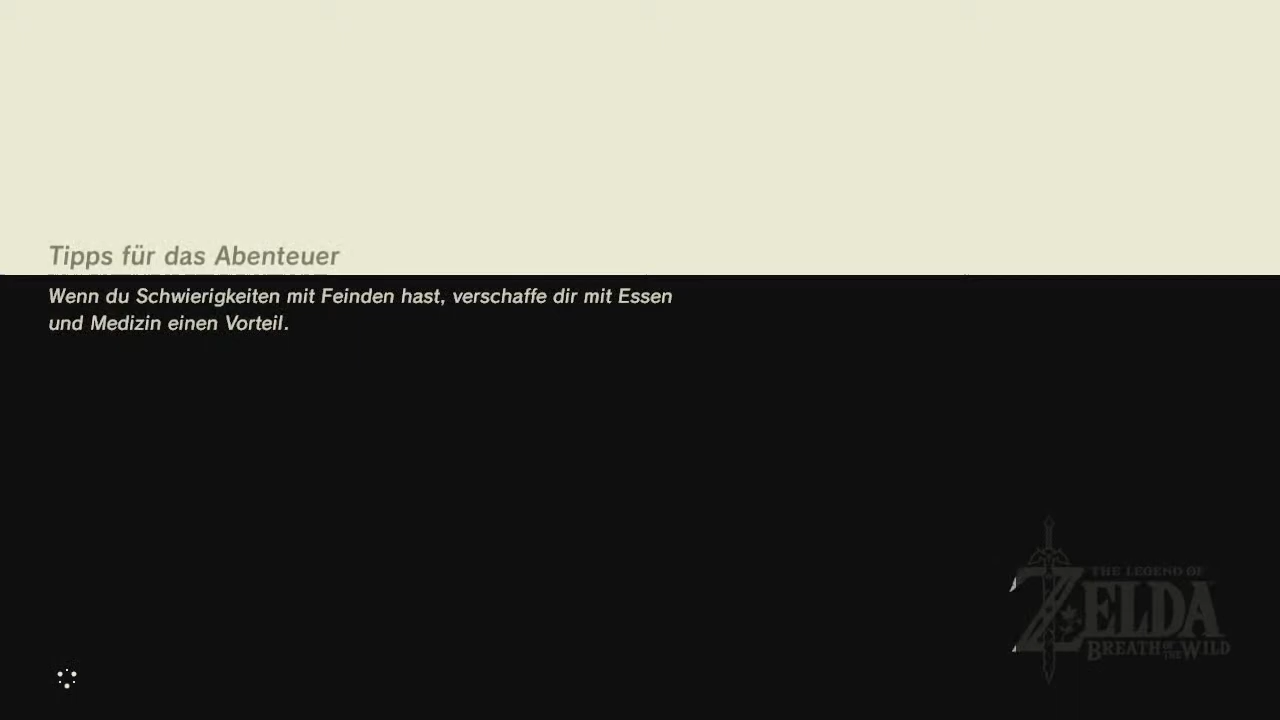 Tipps für das Abenteuer
Wenn du Schwierigkeiten mit Feinden hast, verschaffe dir mit Essen
und Medizin einen Vorteil.
THE LEGEND OF
ZELDA
BREATH OF THE WILD